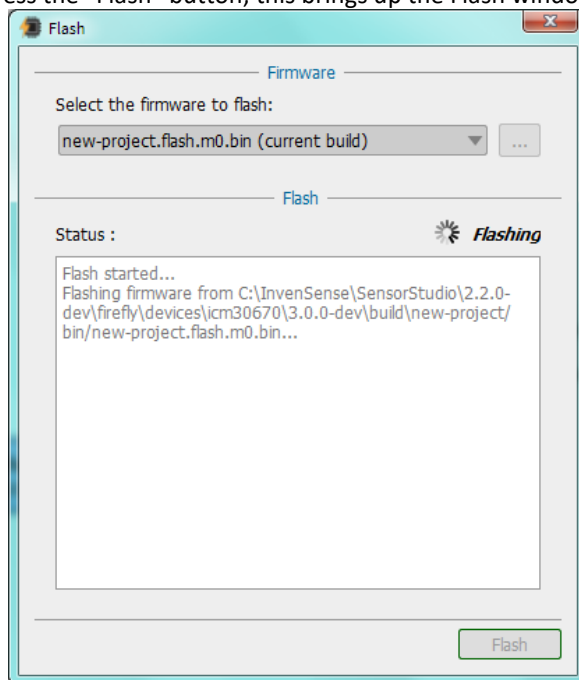 ess the "Flash" button, this brings up the Flash windo
Flash
Firmware
Select the firmware to flash:
new-project.flash.m0.bin (current build)
...
Flash
Status :
Flashing
Flash started...
Flashing firmware from C:\InvenSense\SensorStudio\2.2.0-
dev\firefly\devices\icm30670\3.0.0-dev\build\new-project/
bin/new-project.flash.m0.bin...
Flash